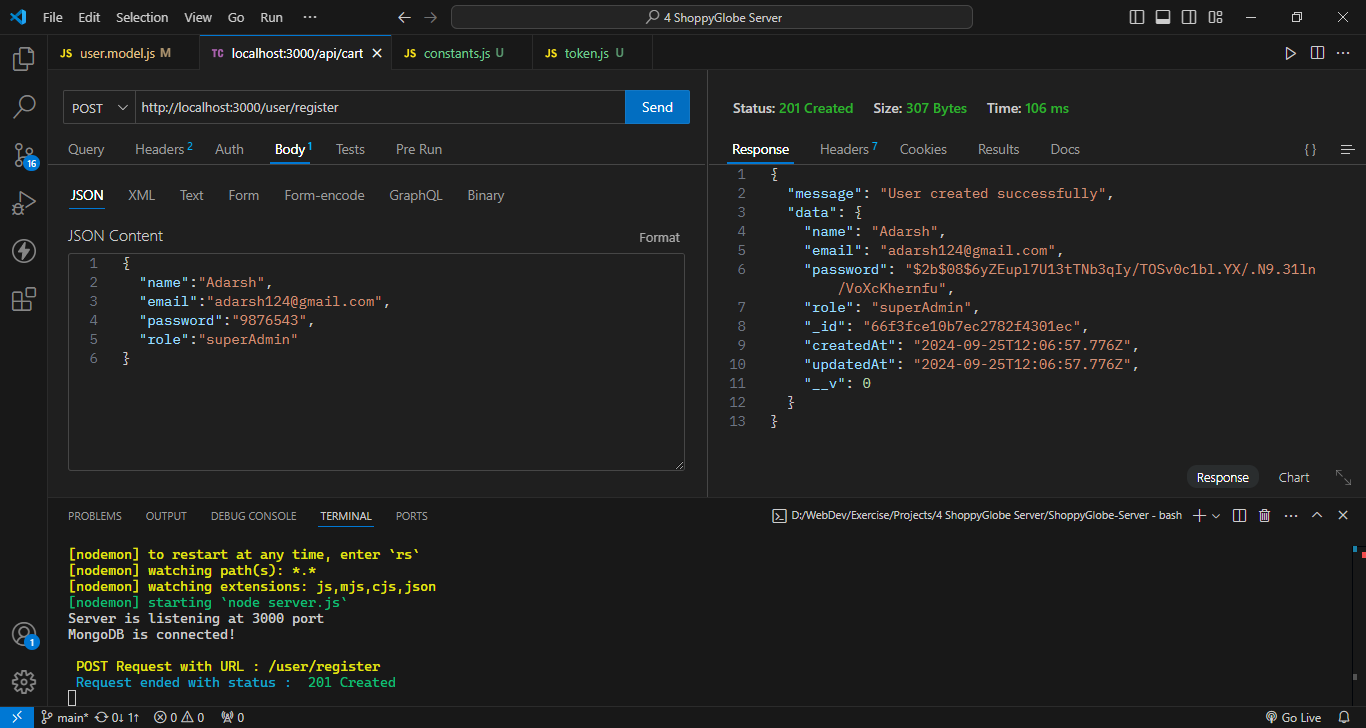 File Edit Selection View Go Run ··· 4 ShoppyGlobe Server
JS user.model.js M TC localhost:3000/api/cart JS constants.js U JS token.js U
POST http://localhost:3000/user/register Send
Query Headers 2 Auth Body 1 Tests Pre Run
JSON XML Text Form Form-encode GraphQL Binary
JSON Content Format
1 {
2 "name":"Adarsh",
3 "email":"adarsh124@gmail.com",
4 "password":"9876543",
5 "role":"superAdmin"
6 }
Status: 201 Created Size: 307 Bytes Time: 106 ms
Response Headers 7 Cookies Results Docs { }
1 {
2 "message": "User created successfully",
3 "data": {
4 "name": "Adarsh",
5 "email": "adarsh124@gmail.com",
6 "password": "$2b$08$6yZEupl7U13tTNb3qIy/TOSv0c1bl.YX/.N9.31ln
/VoXcKhernfu",
7 "role": "superAdmin",
8 "_id": "66f3fce10b7ec2782f4301ec",
9 "createdAt": "2024-09-25T12:06:57.776Z",
10 "updatedAt": "2024-09-25T12:06:57.776Z",
11 "__v": 0
12 }
13 }
Response Chart
16
1
PROBLEMS OUTPUT DEBUG CONSOLE TERMINAL PORTS D:/WebDev/Exercise/Projects/4 ShoppyGlobe Server/ShoppyGlobe-Server - bash
[nodemon] to restart at any time, enter `rs`
[nodemon] watching path(s): *.*
[nodemon] watching extensions: js,mjs,cjs,json
[nodemon] starting `node server.js`
Server is listening at 3000 port
MongoDB is connected!
POST Request with URL : /user/register
Request ended with status : 201 Created
main* 0↓ 1↑ 0 0 0 Go Live